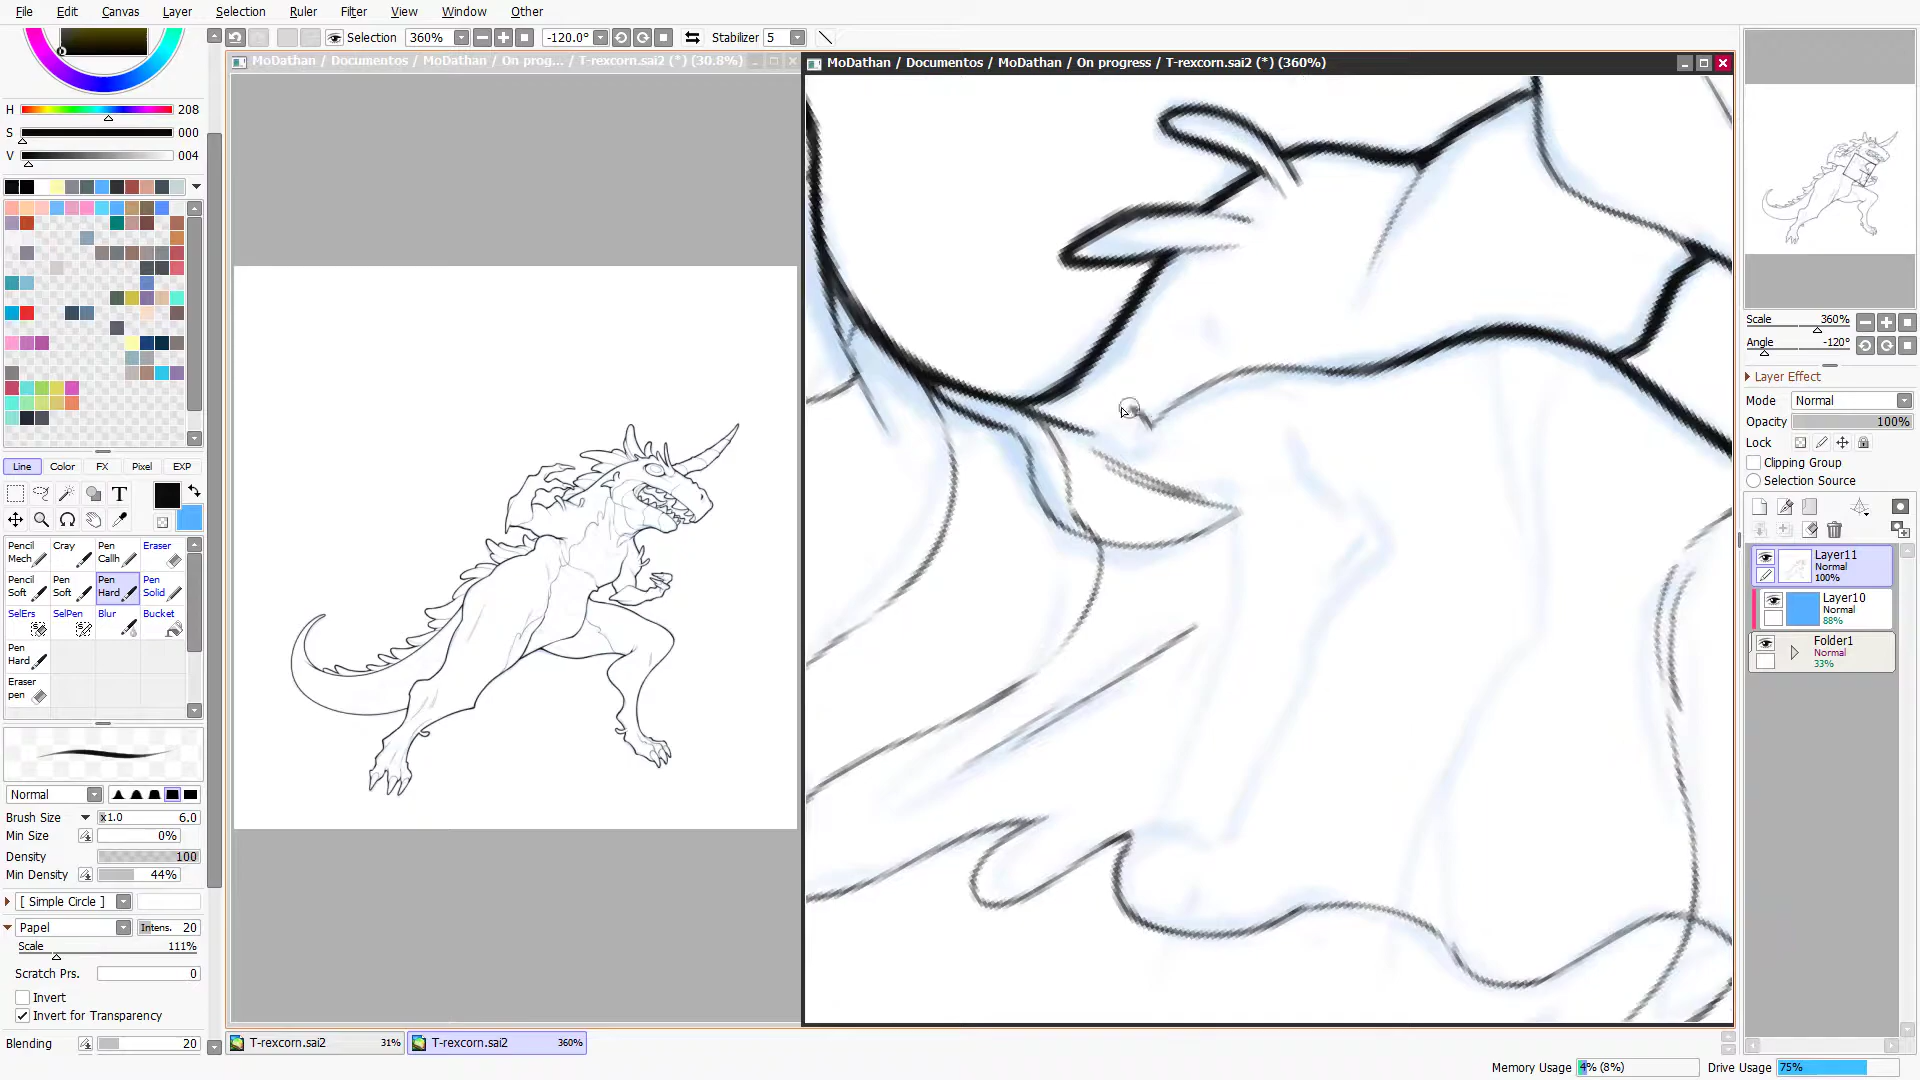 File Edit Canvas Layer Selection Ruler Filter View Window Other
Selection 360% -120.0° Stabilizer 5
MoDathan / Documentos / MoDathan / On prog... / T-rexcorn.sai2 (*) (30.8%)
MoDathan / Documentos / MoDathan / On progress / T-rexcorn.sai2 (*) (360%)
H 208
S 000
V 004
Line Color FX Pixel EXP
T
Pencil Mech Cray Pen Callh Eraser
Pencil Soft Pen Soft Pen Hard Pen Solid
SelErs SelPen Blur Bucket
Pen Hard
Eraser pen
Normal
Brush Size x1.0 6.0
Min Size 0%
Density 100
Min Density 44%
[ Simple Circle ]
Papel Intens. 20
Scale 111%
Scratch Prs. 0
Invert
Invert for Transparency
Blending 20
T-rexcorn.sai2 31%
T-rexcorn.sai2 360%
Scale 360%
Angle -120°
Layer Effect
Mode Normal
Opacity 100%
Lock
Clipping Group
Selection Source
Layer11
Normal
100%
Layer10
Normal
88%
Folder1
Normal
33%
Memory Usage 4% (8%) Drive Usage 75%